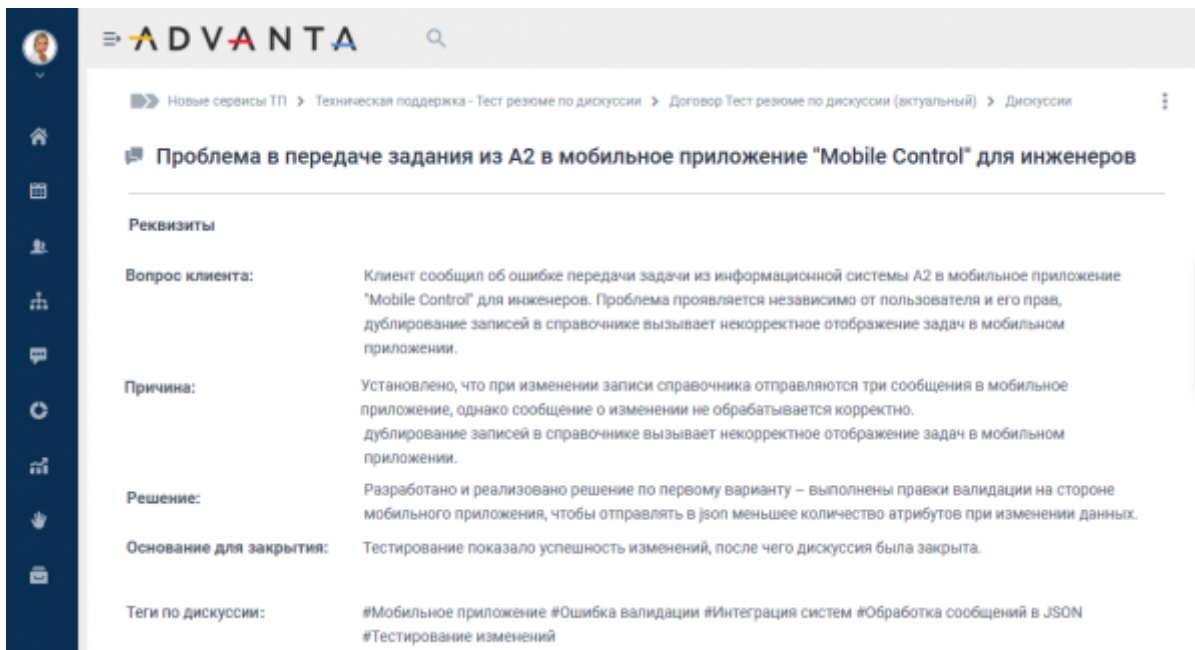 ADVANTA
Новые сервисы ТП > Техническая поддержка - Тест резюме по дискуссии > Договор Тест резюме по дискуссии (актуальный) > Дискуссии
Проблема в передаче задания из А2 в мобильное приложение "Mobile Control" для инженеров
Реквизиты
Вопрос клиента:
Клиент сообщил об ошибке передачи задачи из информационной системы А2 в мобильное приложение
"Mobile Control" для инженеров. Проблема проявляется независимо от пользователя и его прав,
дублирование записей в справочнике вызывает некорректное отображение задач в мобильном
приложении.
Причина:
Установлено, что при изменении записи справочника отправляются три сообщения в мобильное
приложение, однако сообщение о изменении не обрабатывается корректно.
дублирование записей в справочнике вызывает некорректное отображение задач в мобильном
приложении.
Решение:
Разработано и реализовано решение по первому варианту – выполнены правки валидации на стороне
мобильного приложения, чтобы отправлять в json меньшее количество атрибутов при изменении данных.
Основание для закрытия:
Тестирование показало успешность изменений, после чего дискуссия была закрыта.
Теги по дискуссии:
#Мобильное приложение #Ошибка валидации #Интеграция систем #Обработка сообщений в JSON
#Тестирование изменений